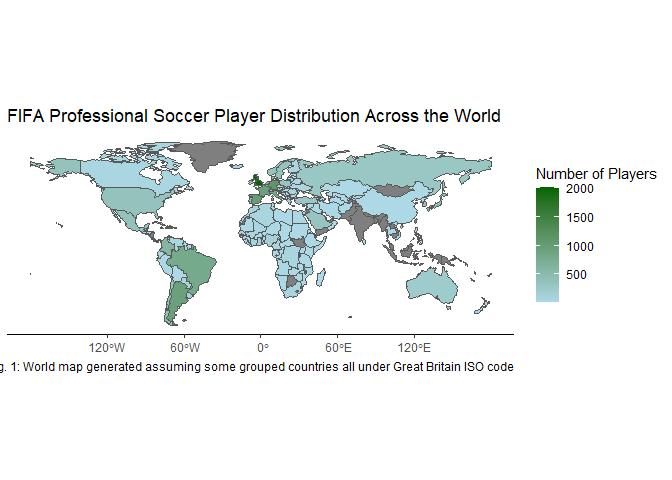 FIFA Professional Soccer Player Distribution Across the World
Number of Players
2000
1500
1000
500
120°W 60°W 0° 60°E 120°E
g. 1: World map generated assuming some grouped countries all under Great Britain ISO code